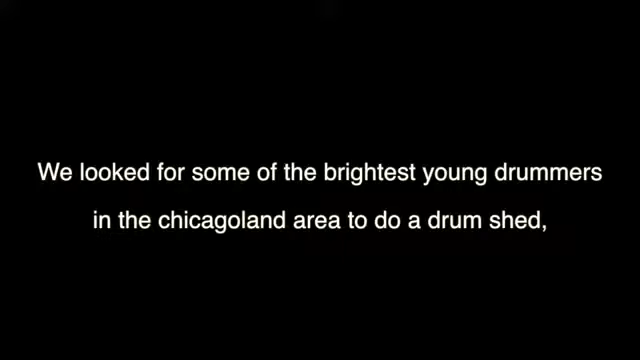 We looked for some of the brightest young drummers
in the chicagoland area to do a drum shed,